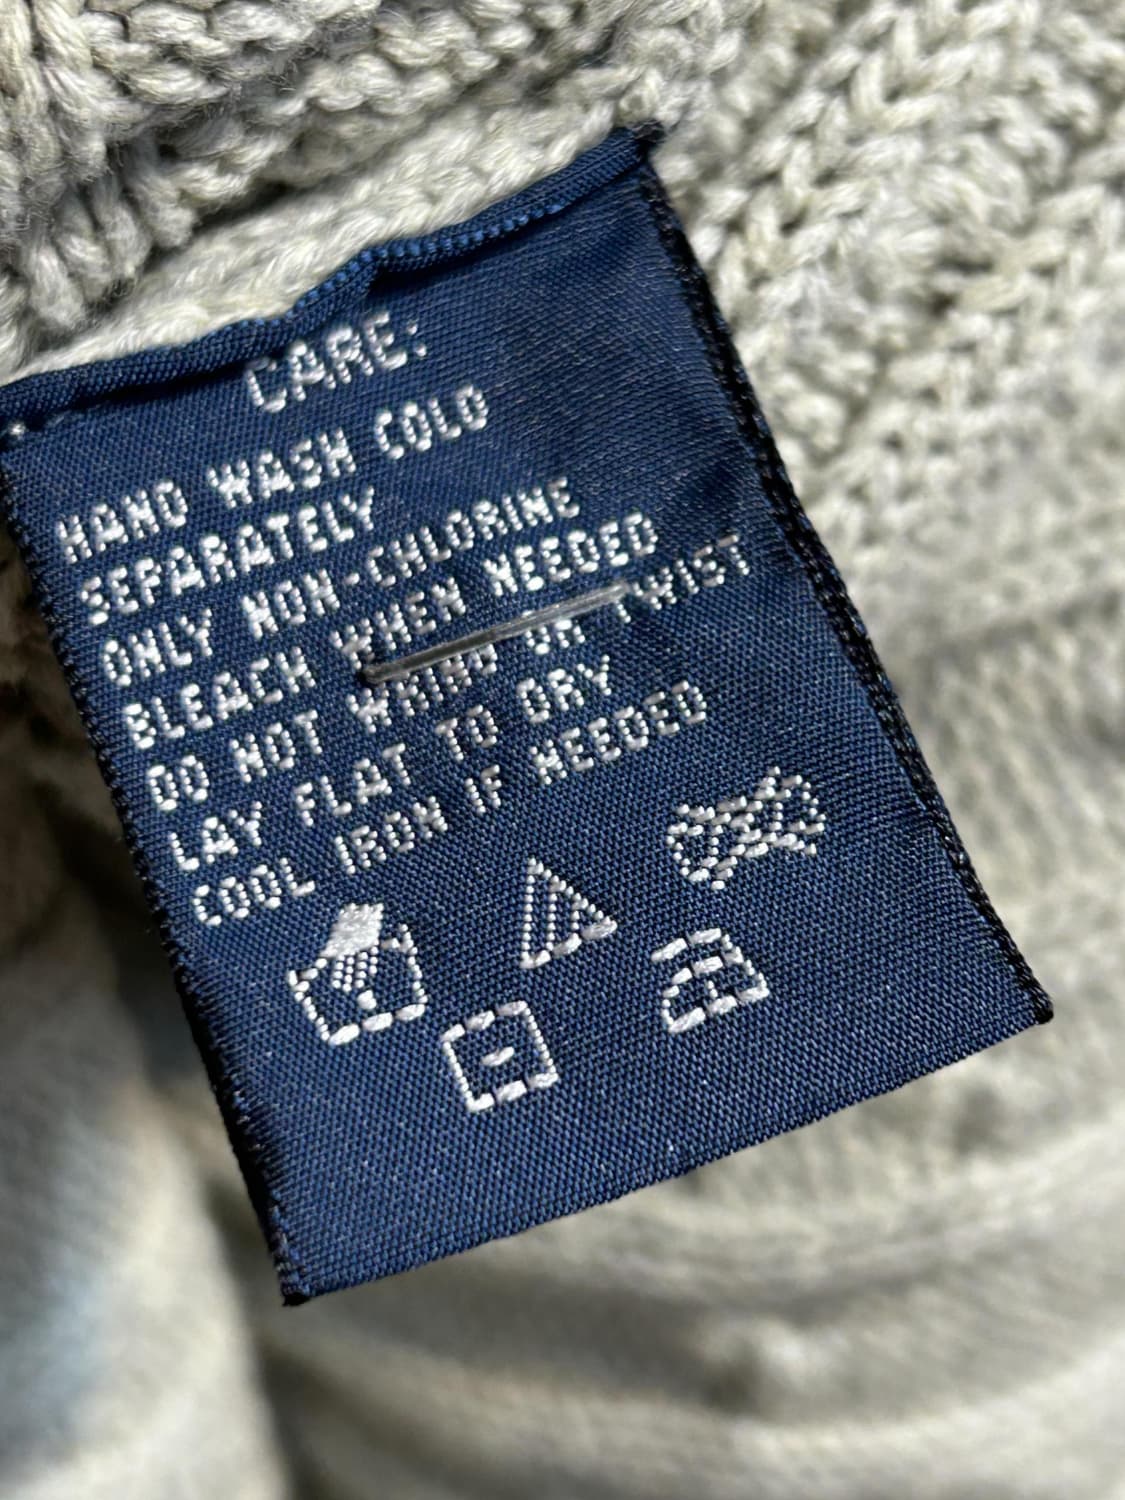 CARE:
HAND WASH COLD
SEPARATELY
ONLY NON-CHLORINE
BLEACH WHEN NEEDED
DO NOT WRING OR TWIST
LAY FLAT TO DRY
COOL IRON IF NEEDED